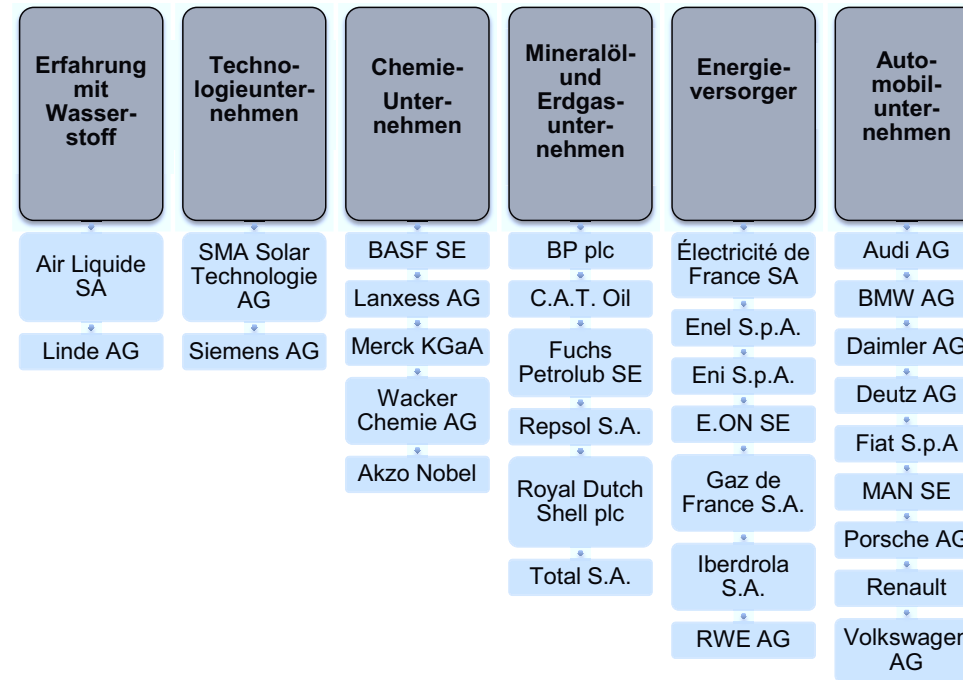 Erfahrung
mit
Wasser-
stoff
Air Liquide
SA
Linde AG
Techno-
logieunter-
nehmen
SMA Solar
Technologie
AG
Siemens AG
Chemie-
Unter-
nehmen
BASF SE
Lanxess AG
Merck KGaA
Wacker
Chemie AG
Akzo Nobel
Mineralöl-
und
Erdgas-
unter-
nehmen
BP plc
C.A.T. Oil
Fuchs
Petrolub SE
Repsol S.A.
Royal Dutch
Shell plc
Total S.A.
Energie-
versorger
Électricité de
France SA
Enel S.p.A.
Eni S.p.A.
E.ON SE
Gaz de
France S.A.
Iberdrola
S.A.
RWE AG
Auto-
mobil-
unter-
nehmen
Audi AG
BMW AG
Daimler AG
Deutz AG
Fiat S.p.A
MAN SE
Porsche AG
Renault
Volkswagen
AG